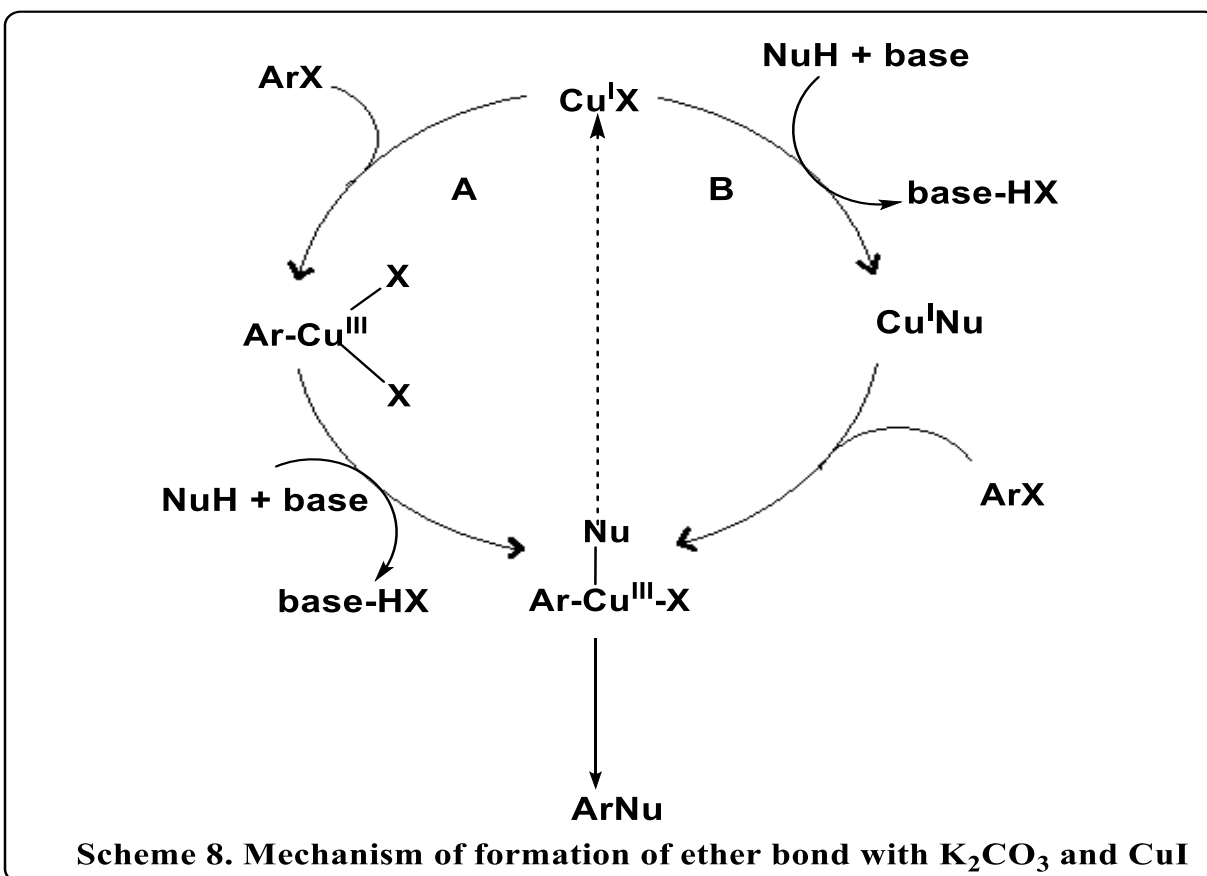 NuH + base
ArX
CuᴵX
A
B
base-HX
X
Ar-Cuᴵᴵᴵ
CuᴵNu
X
NuH + base
ArX
Nu
base-HX
Ar-Cuᴵᴵᴵ-X
ArNu
Scheme 8. Mechanism of formation of ether bond with K₂CO₃ and CuI